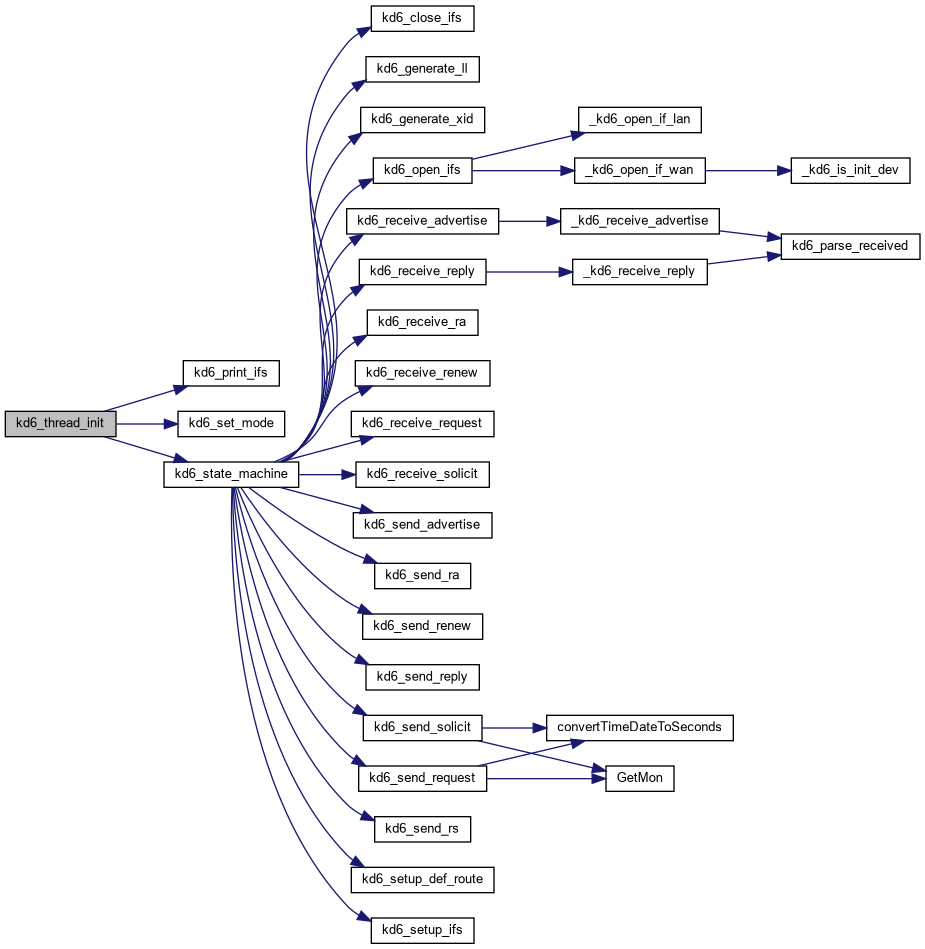 kd6_close_ifs
kd6_generate_ll
kd6_generate_xid
_kd6_open_if_lan
kd6_open_ifs
_kd6_open_if_wan
_kd6_is_init_dev
kd6_receive_advertise
_kd6_receive_advertise
kd6_parse_received
kd6_receive_reply
_kd6_receive_reply
kd6_receive_ra
kd6_print_ifs
kd6_receive_renew
kd6_thread_init
kd6_set_mode
kd6_receive_request
kd6_state_machine
kd6_receive_solicit
kd6_send_advertise
kd6_send_ra
kd6_send_renew
kd6_send_reply
kd6_send_solicit
convertTimeDateToSeconds
kd6_send_request
GetMon
kd6_send_rs
kd6_setup_def_route
kd6_setup_ifs